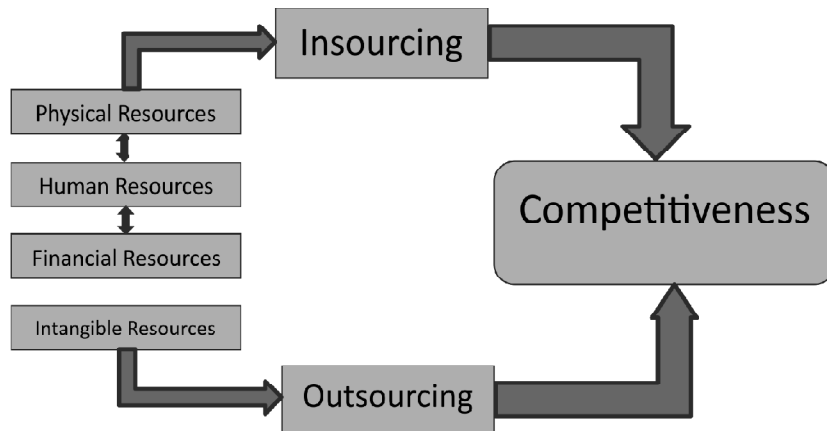 Insourcing
Physical Resources
Human Resources
Financial Resources
Intangible Resources
Competitiveness
Outsourcing